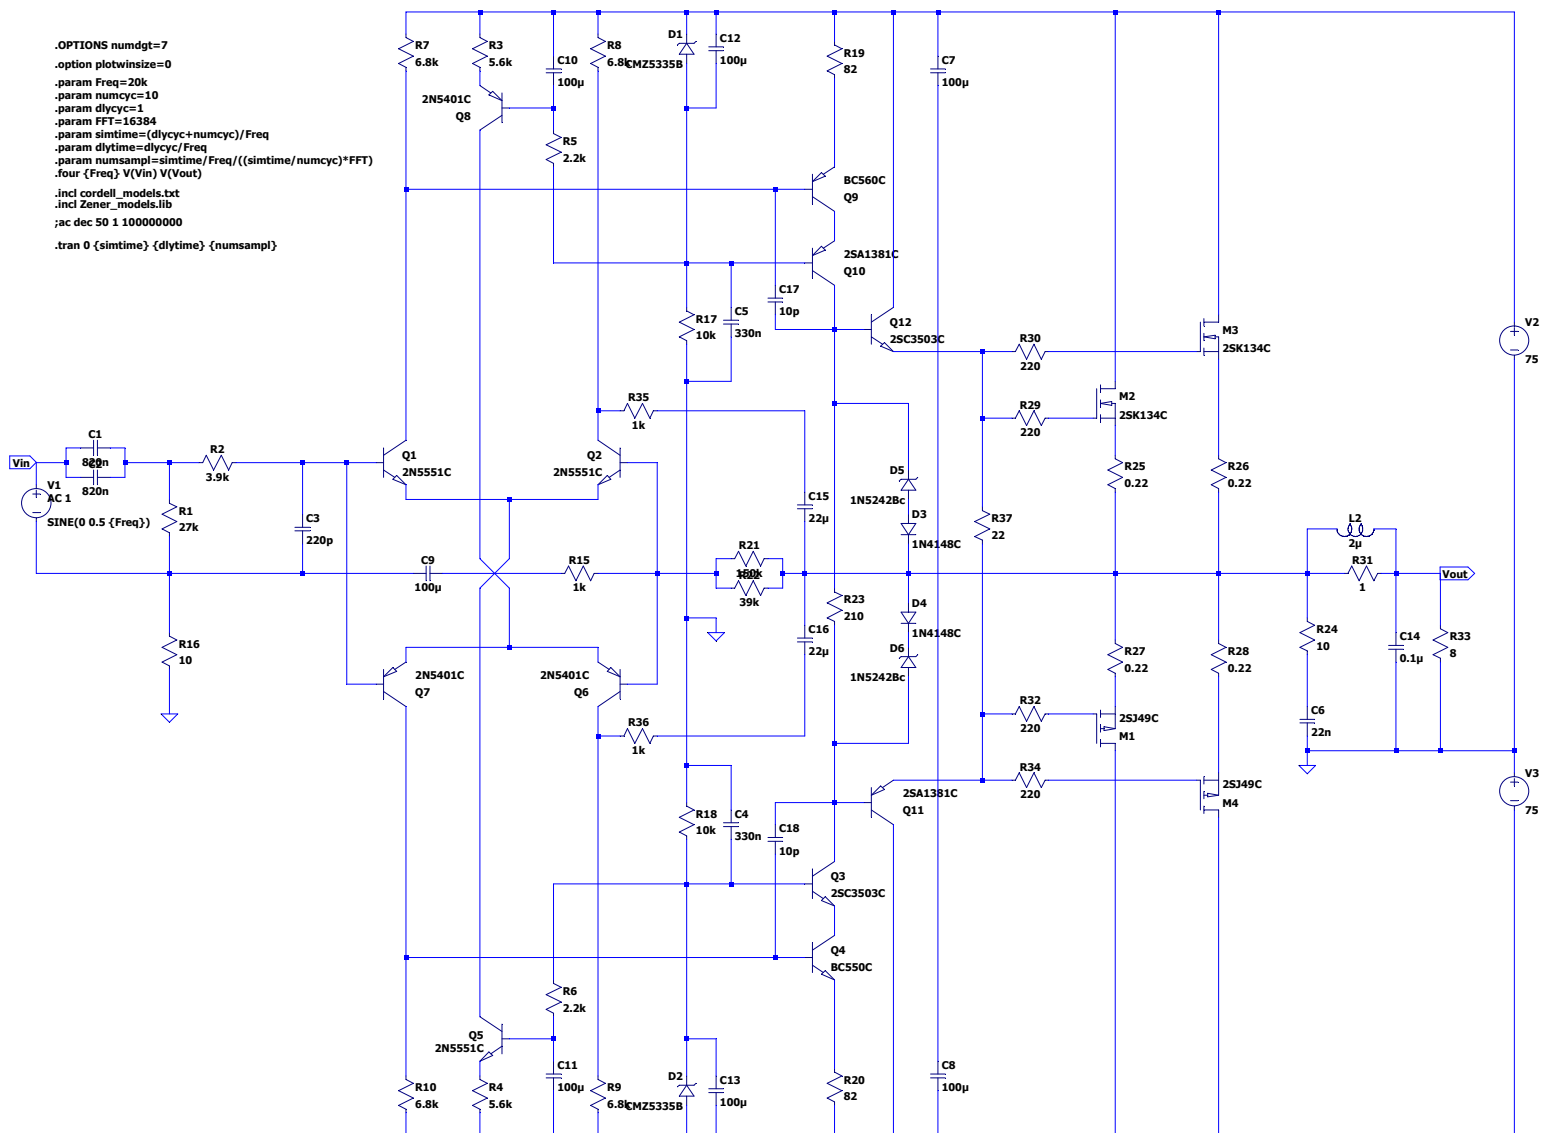 .OPTIONS numdgt=7
.option plotwinsize=0
.param Freq=20k
.param numcyc=10
.param dlycyc=1
.param FFT=16384
.param simtime=(dlycyc+numcyc)/Freq
.param dlytime=dlycyc/Freq
.param numsampl=simtime/Freq/((simtime/numcyc)*FFT)
.four {Freq} V(Vin) V(Vout)
.incl cordell_models.txt
.incl Zener_models.lib
;ac dec 50 1 100000000
.tran 0 {simtime} {dlytime} {numsampl}
R7
6.8k
R3
5.6k
C10
100µ
R8
6.8k
D1
CMZ5335B
C12
100µ
R19
82
C7
100µ
2N5401C
Q8
R5
2.2k
BC560C
Q9
2SA1381C
Q10
C17
10p
R17
10k
C5
330n
Q12
2SC3503C
R30
220
M3
2SK134C
V2
75
R29
220
M2
2SK134C
R35
1k
C1
820n
C2
820n
Vin
R2
3.9k
Q1
2N5551C
Q2
2N5551C
V1
AC 1
SINE(0 0.5 {Freq})
R1
27k
C3
220p
D5
1N5242Bc
D3
1N4148C
C15
22µ
R37
22
R25
0.22
R26
0.22
C9
100µ
R15
1k
R21
150k
R22
39k
L2
2µ
R31
1
Vout
R16
10
C16
22µ
R23
210
D4
1N4148C
D6
1N5242Bc
R27
0.22
R28
0.22
R24
10
C14
0.1µ
R33
8
C6
22n
2N5401C
Q7
2N5401C
Q6
R36
1k
R32
220
2SJ49C
M1
R34
220
2SJ49C
M4
V3
75
2SA1381C
Q11
R18
10k
C4
330n
C18
10p
Q3
2SC3503C
Q4
BC550C
R6
2.2k
Q5
2N5551C
R10
6.8k
R4
5.6k
C11
100µ
R9
6.8k
D2
CMZ5335B
C13
100µ
R20
82
C8
100µ